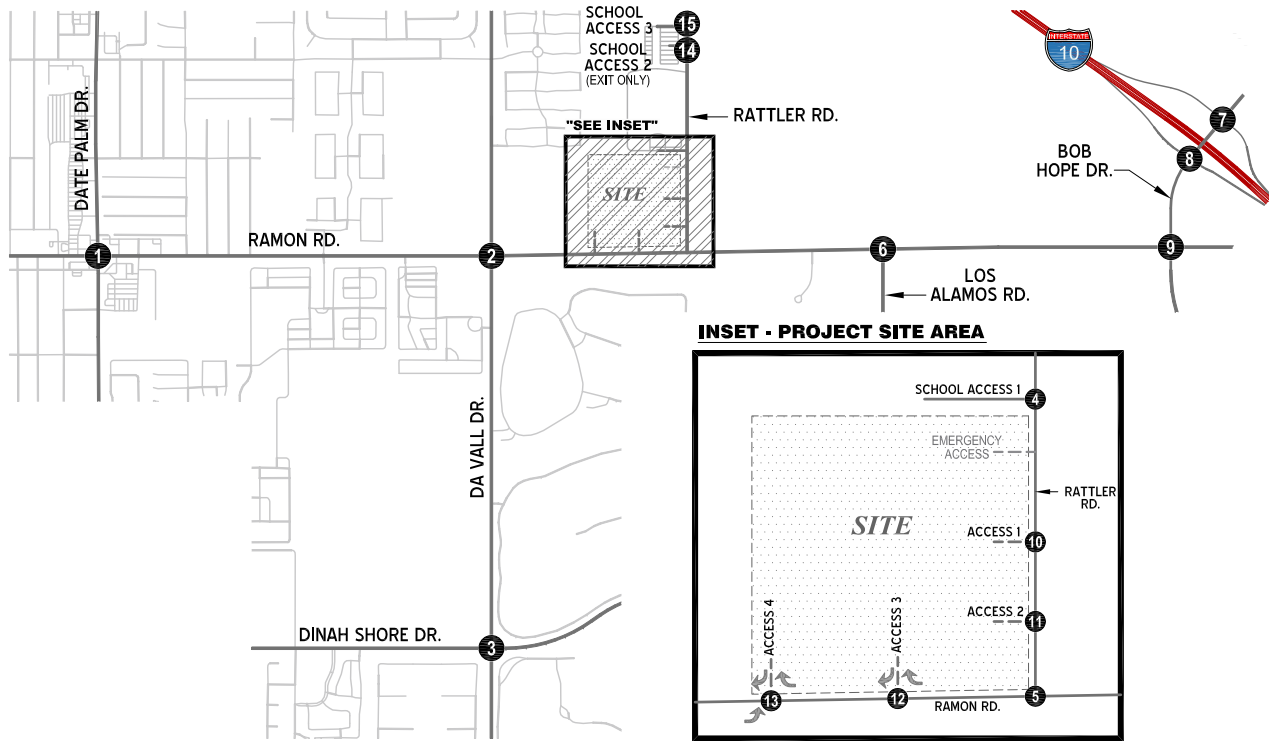 SCHOOL
ACCESS 3
15
SCHOOL
ACCESS 2
(EXIT ONLY)
14
INTERSTATE
10
DATE PALM DR.
"SEE INSET"
RATTLER RD.
7
8
BOB
HOPE DR.
SITE
RAMON RD.
1
2
6
9
LOS
ALAMOS RD.
INSET - PROJECT SITE AREA
SCHOOL ACCESS 1
4
EMERGENCY
ACCESS
RATTLER
RD.
SITE
ACCESS 1
10
ACCESS 2
11
ACCESS 4
ACCESS 3
13
12
5
RAMON RD.
DA VALL DR.
DINAH SHORE DR.
3